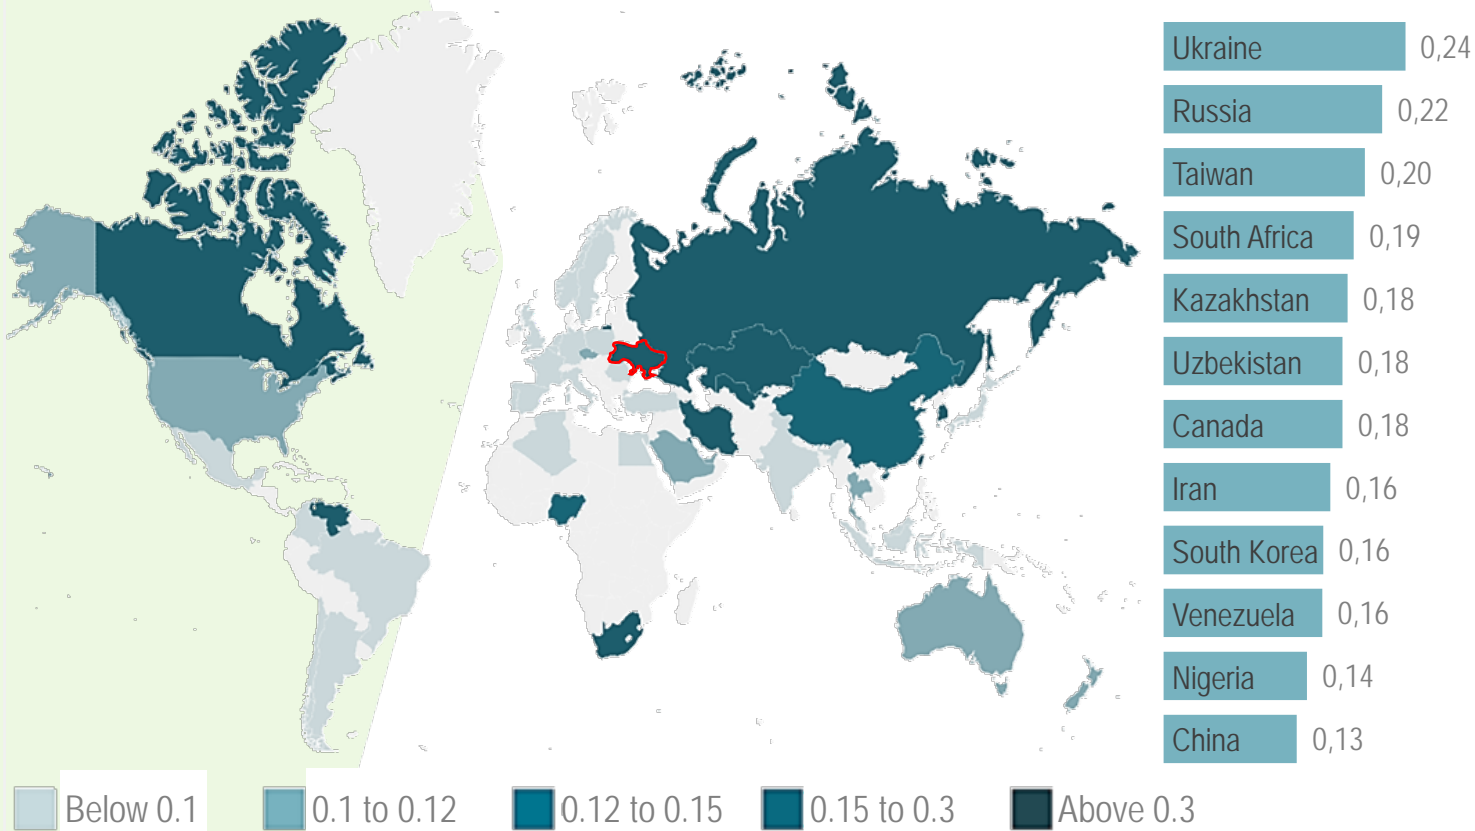 Ukraine 0,24
Russia 0,22
Taiwan 0,20
South Africa 0,19
Kazakhstan 0,18
Uzbekistan 0,18
Canada 0,18
Iran 0,16
South Korea 0,16
Venezuela 0,16
Nigeria 0,14
China 0,13
Below 0.1 0.1 to 0.12 0.12 to 0.15 0.15 to 0.3 Above 0.3